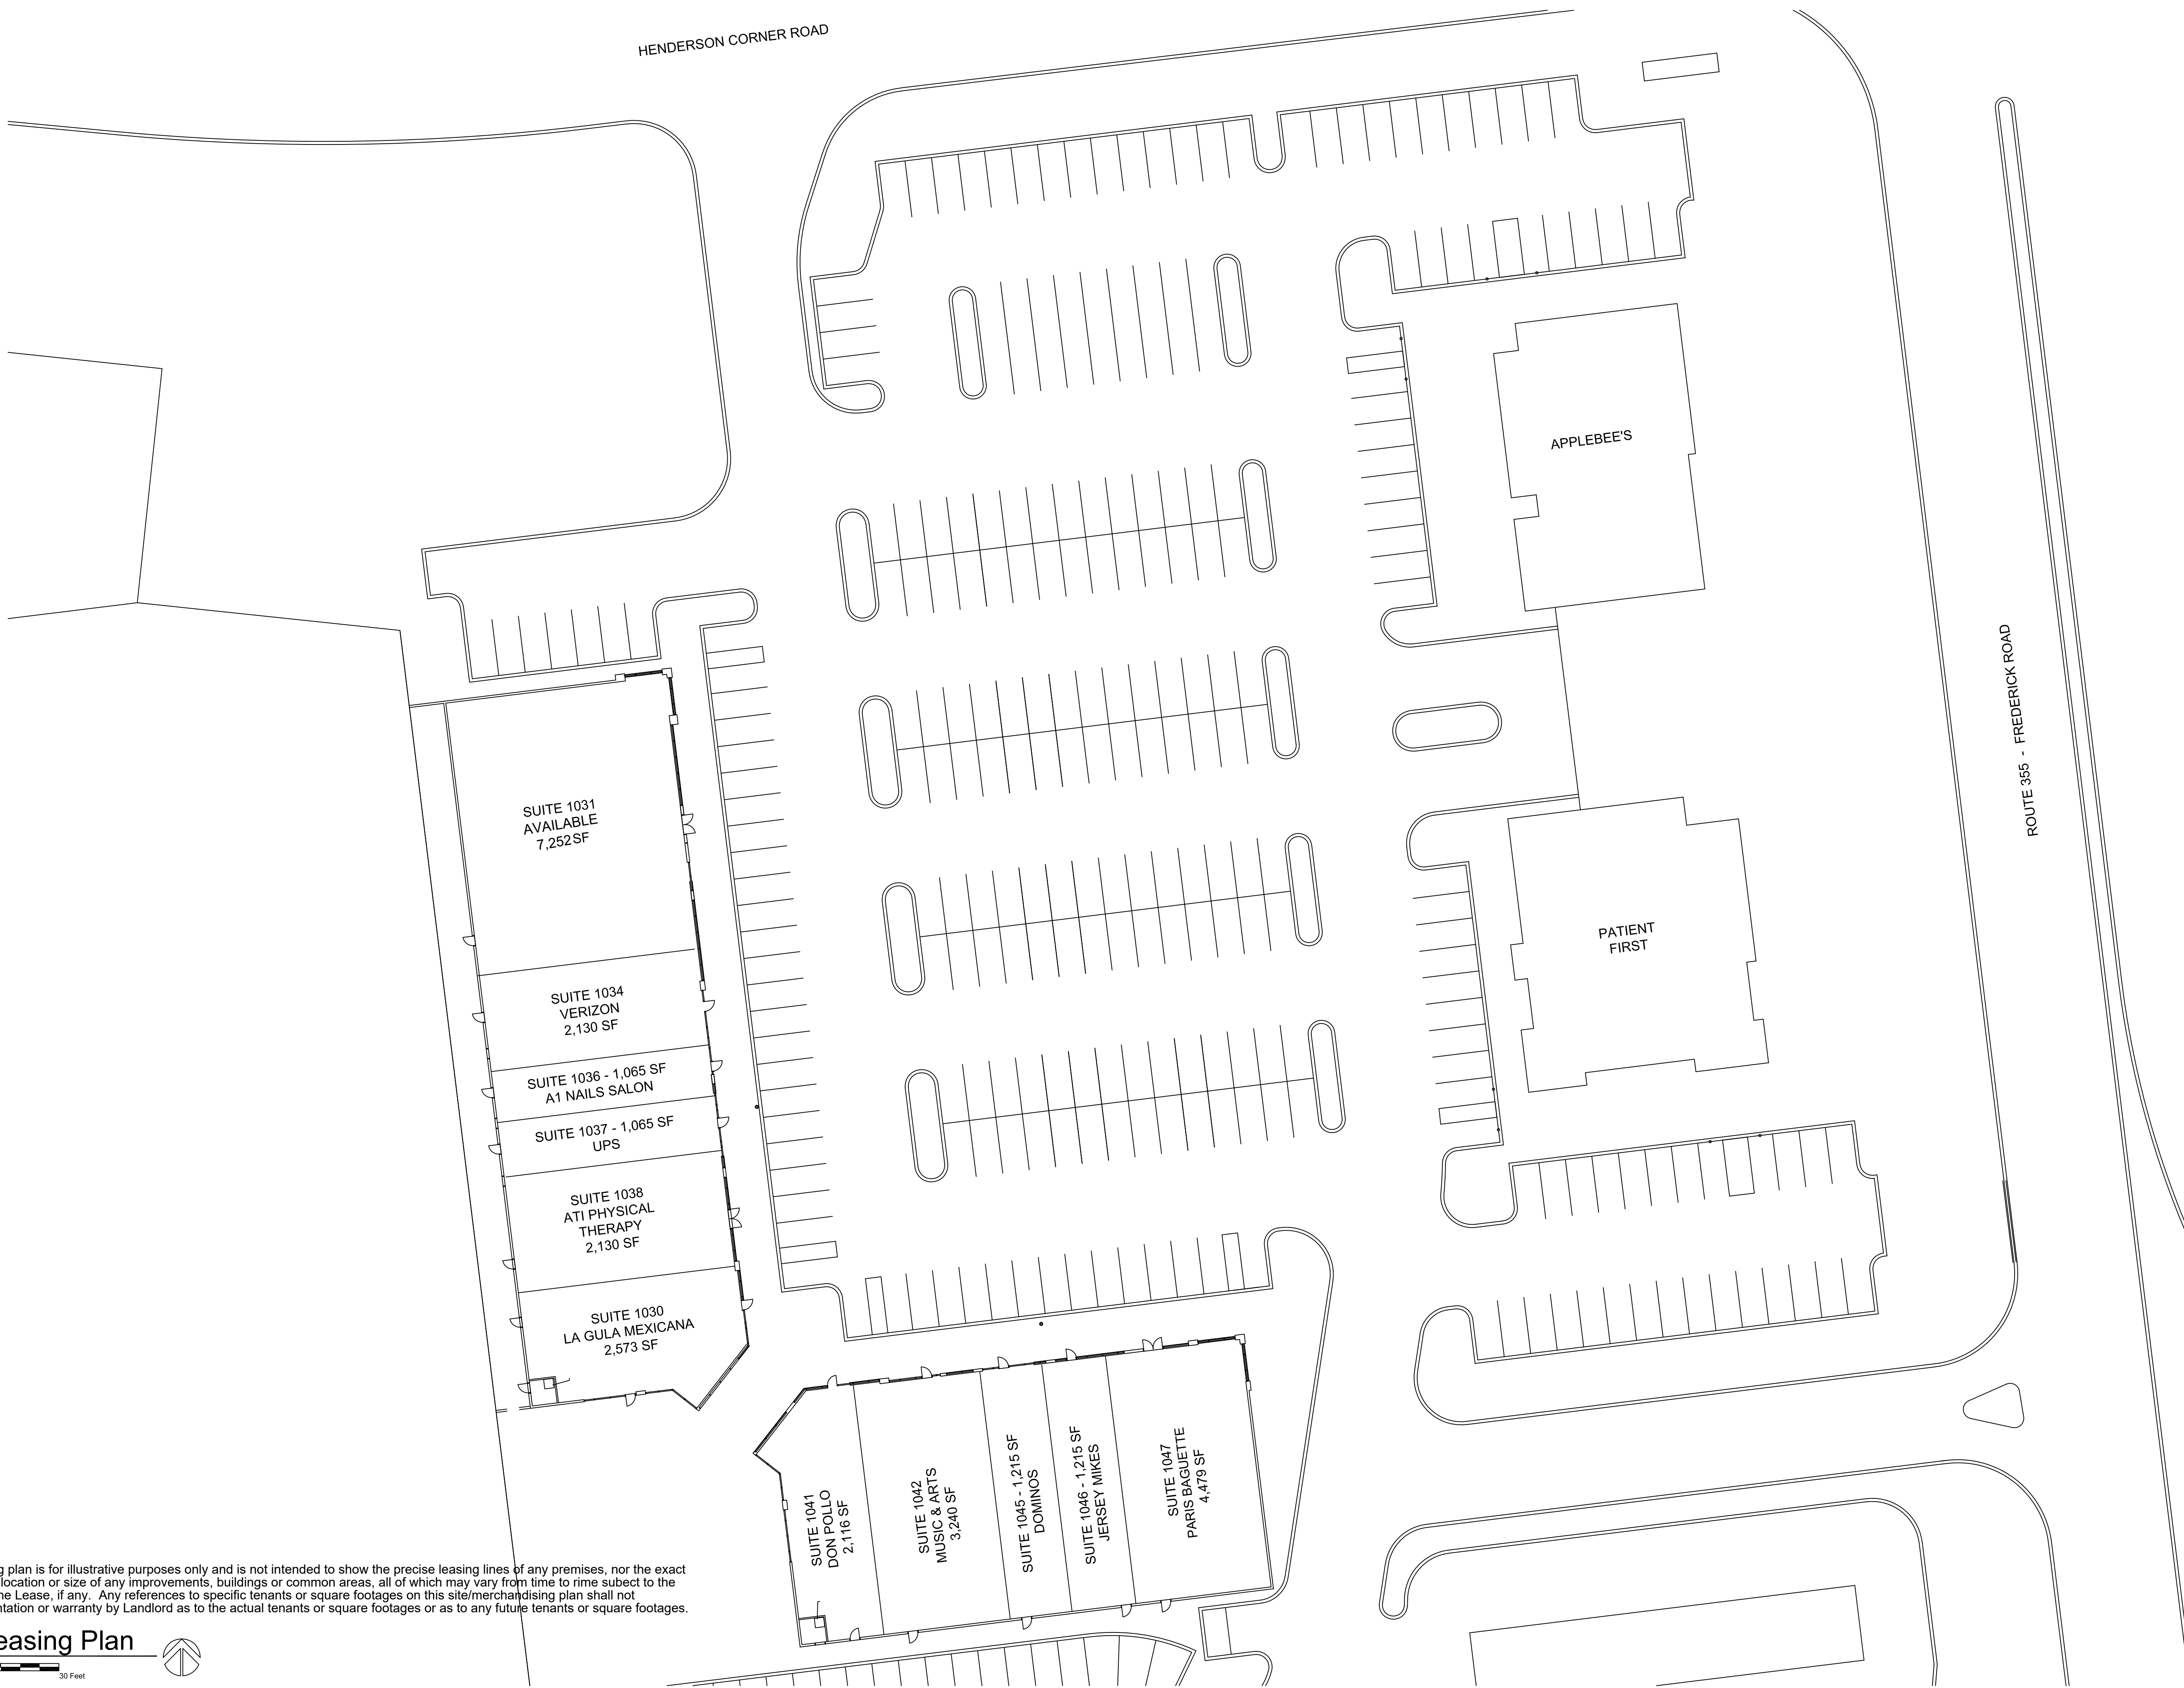 HENDERSON CORNER ROAD
APPLEBEE'S
ROUTE 355 - FREDERICK ROAD
SUITE 1031
AVAILABLE
7,252SF
PATIENT
FIRST
SUITE 1034
VERIZON
2,130 SF
SUITE 1036 - 1,065 SF
A1 NAILS SALON
SUITE 1037 - 1,065 SF
UPS
SUITE 1038
ATI PHYSICAL
THERAPY
2,130 SF
SUITE 1030
LA GULA MEXICANA
2,573 SF
SUITE 1041
DON POLLO
2,116 SF
SUITE 1042
MUSIC & ARTS
3,240 SF
SUITE 1045 - 1,215 SF
DOMINOS
SUITE 1046 - 1,215 SF
JERSEY MIKES
SUITE 1047
PARIS BAGUETTE
4,479 SF
g plan is for illustrative purposes only and is not intended to show the precise leasing lines of any premises, nor the exact
location or size of any improvements, buildings or common areas, all of which may vary from time to rime subect to the
he Lease, if any. Any references to specific tenants or square footages on this site/merchandising plan shall not
ntation or warranty by Landlord as to the actual tenants or square footages or as to any future tenants or square footages.
easing Plan
30 Feet